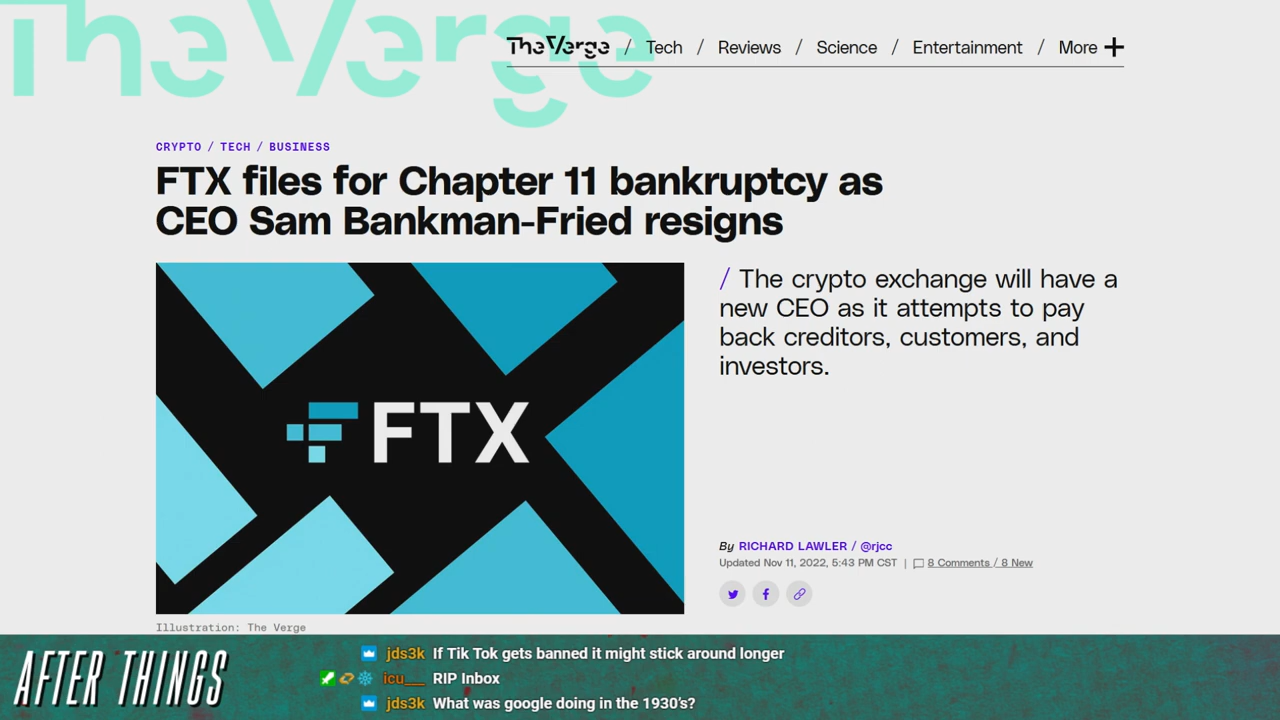 The Verge
TheVerge / Tech / Reviews / Science / Entertainment / More +
CRYPTO / TECH / BUSINESS
FTX files for Chapter 11 bankruptcy as
CEO Sam Bankman-Fried resigns
/ The crypto exchange will have a
new CEO as it attempts to pay
back creditors, customers, and
investors.
FTX
By RICHARD LAWLER / @rjcc
Updated Nov 11, 2022, 5:43 PM CST | 8 Comments / 8 New
Illustration: The Verge
AFTER THINGS
jds3k If Tik Tok gets banned it might stick around longer
icu___ RIP Inbox
jds3k What was google doing in the 1930's?